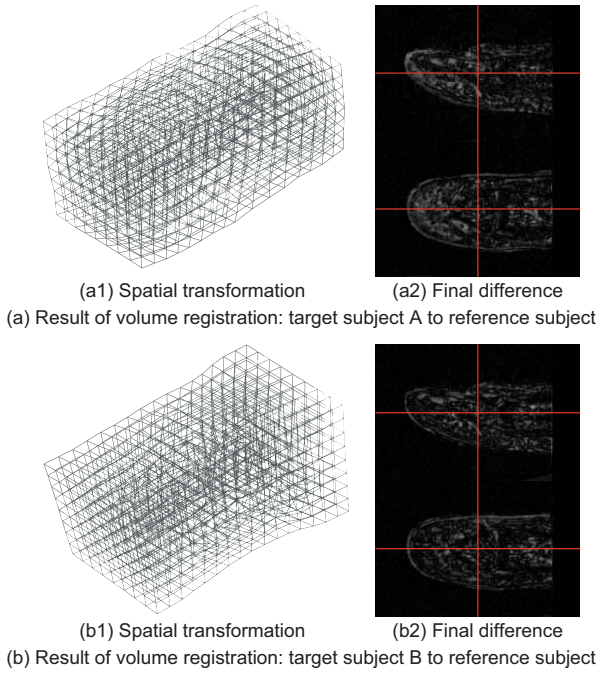 (a1) Spatial transformation
(a2) Final difference
(a) Result of volume registration: target subject A to reference subject
(b1) Spatial transformation
(b2) Final difference
(b) Result of volume registration: target subject B to reference subject